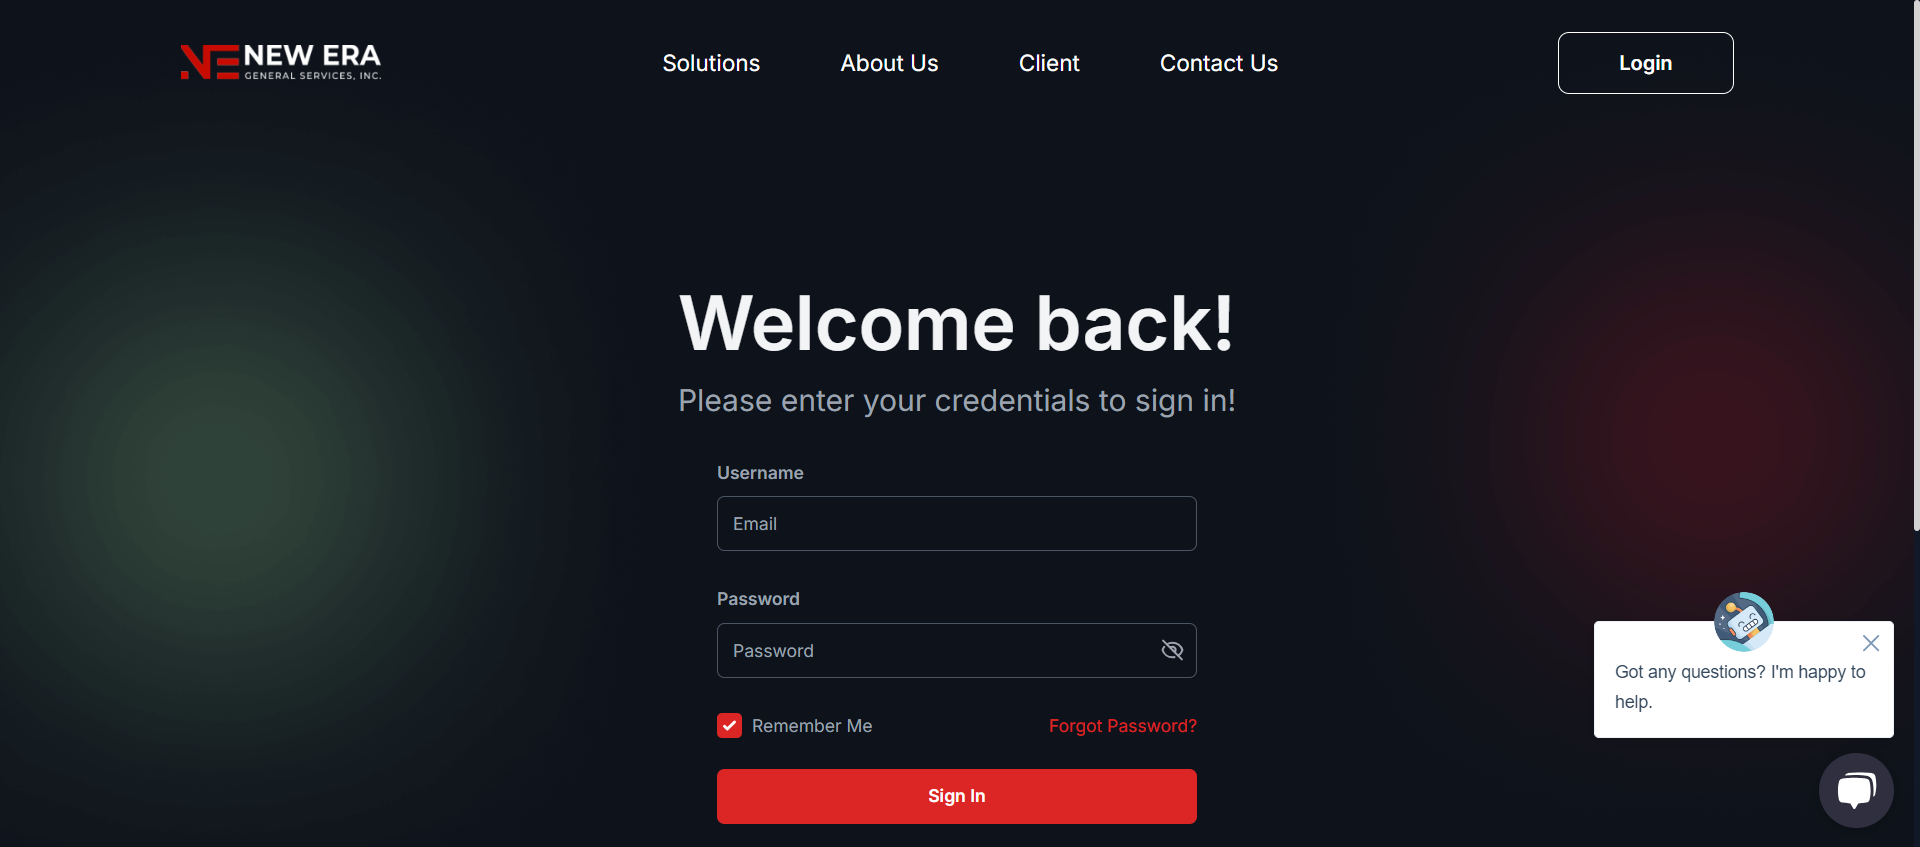 NEW ERA
GENERAL SERVICES, INC.
Solutions
About Us
Client
Contact Us
Login
Welcome back!
Please enter your credentials to sign in!
Username
Email
Password
Password
Remember Me
Forgot Password?
Sign In
Got any questions? I'm happy to
help.